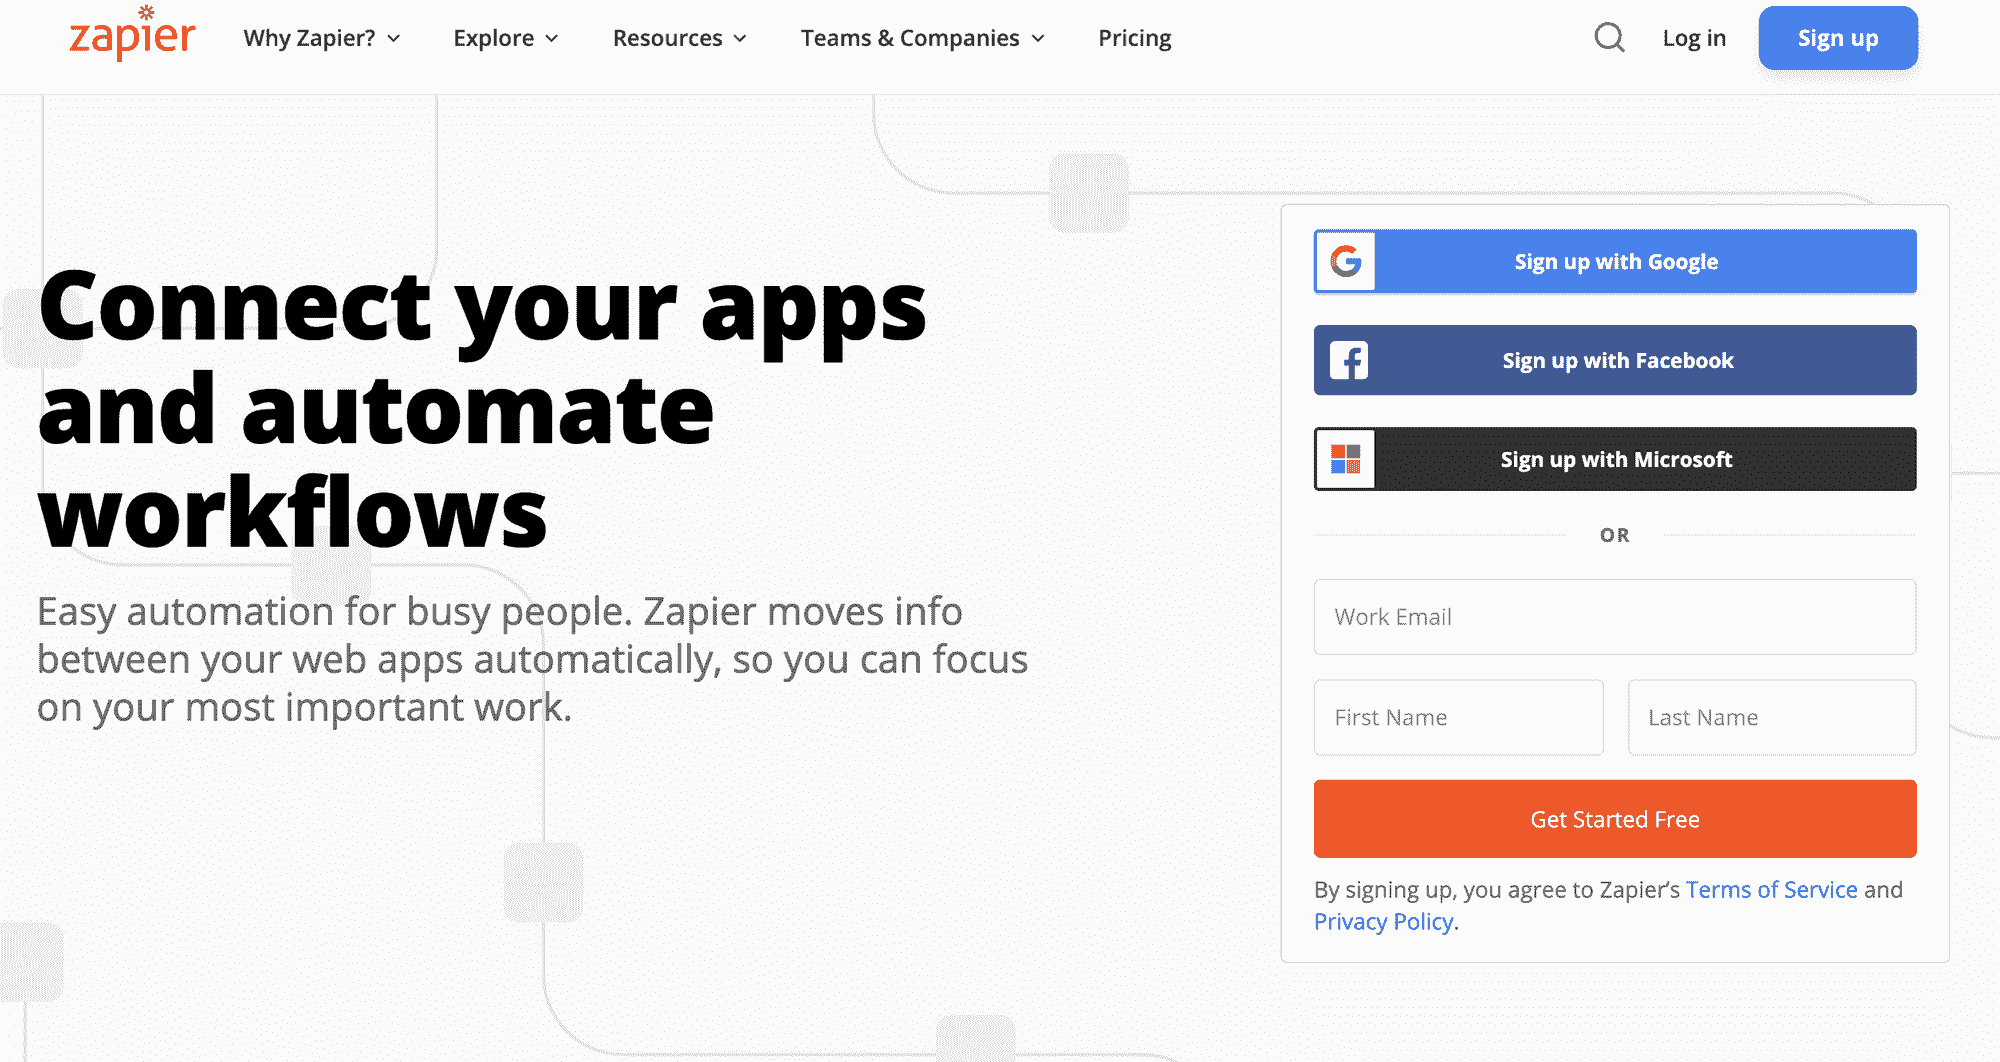 zapier
Why Zapier?
Explore
Resources
Teams & Companies
Pricing
Log in
Sign up
Connect your apps
and automate
workflows
Easy automation for busy people. Zapier moves info
between your web apps automatically, so you can focus
on your most important work.
Sign up with Google
Sign up with Facebook
Sign up with Microsoft
OR
Work Email
First Name
Last Name
Get Started Free
By signing up, you agree to Zapier’s Terms of Service and
Privacy Policy.